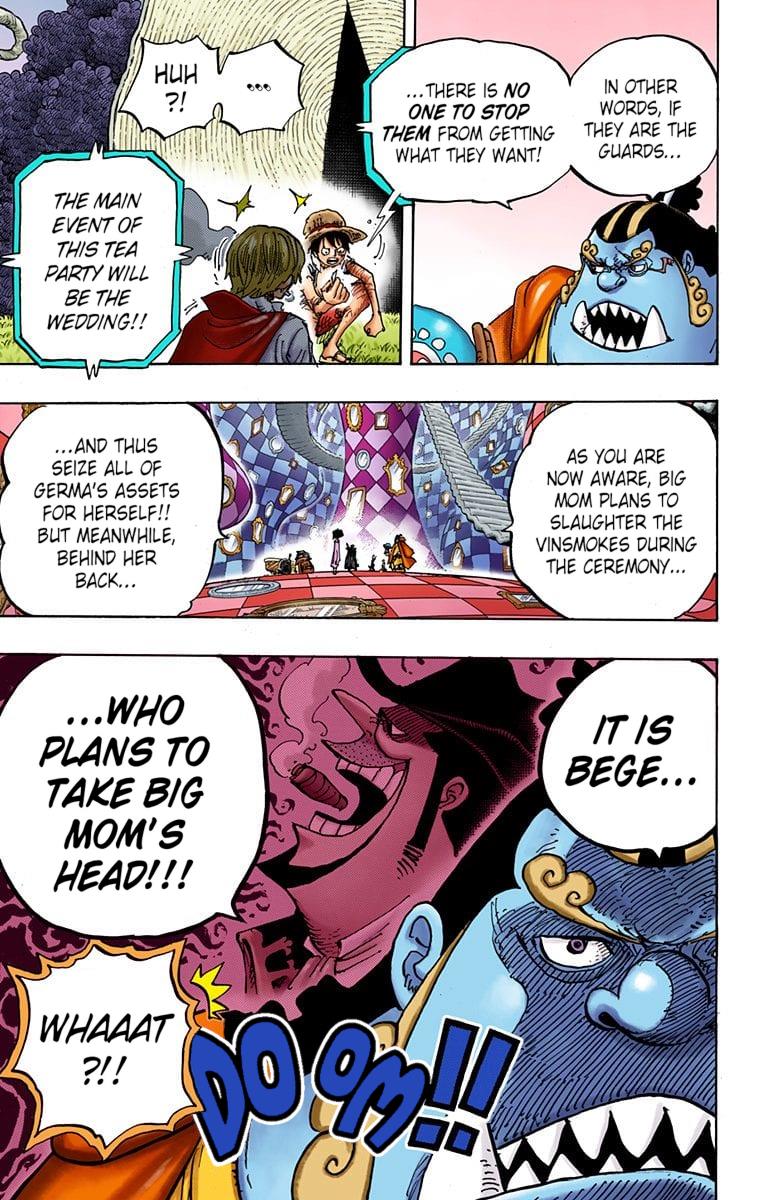 IN OTHER
WORDS, IF
THEY ARE THE
GUARDS...
...THERE IS NO
ONE TO STOP
THEM FROM GETTING
WHAT THEY WANT!
...
HUH
?!
THE MAIN
EVENT OF
THIS TEA
PARTY WILL
BE THE
WEDDING!!
AS YOU ARE
NOW AWARE, BIG
MOM PLANS TO
SLAUGHTER THE
VINSMOKES DURING
THE CEREMONY...
...AND THUS
SEIZE ALL OF
GERMA'S ASSETS
FOR HERSELF!!
BUT MEANWHILE,
BEHIND HER
BACK...
IT IS
BEGE...
...WHO
PLANS TO
TAKE BIG
MOM'S
HEAD!!!
WHAAAT
?!!
DOOM!!